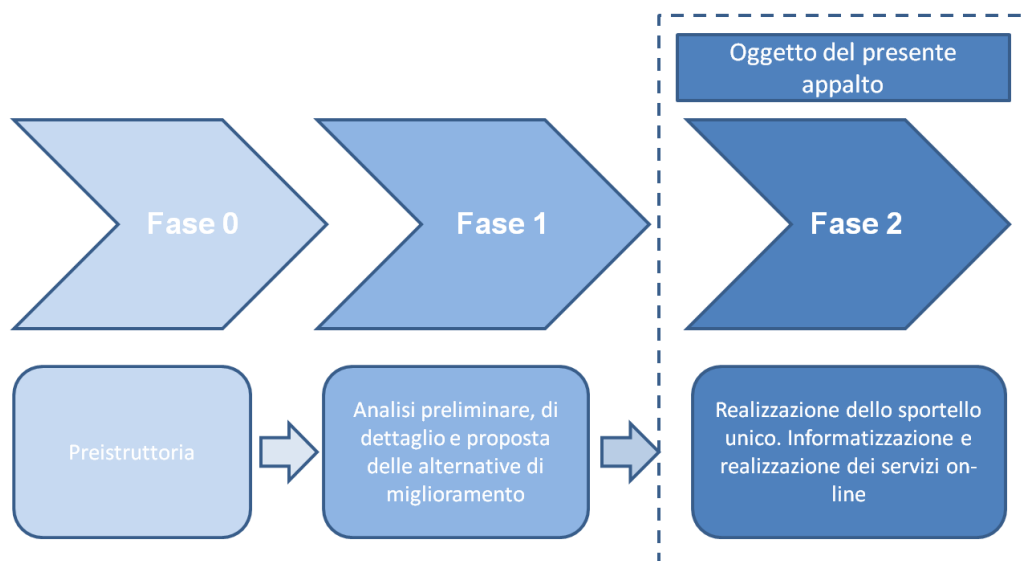 Oggetto del presente
appalto
Fase 0
Fase 1
Fase 2
Preistruttoria
Analisi preliminare, di
dettaglio e proposta
delle alternative di
miglioramento
Realizzazione dello sportello
unico. Informatizzazione e
realizzazione dei servizi on-
line